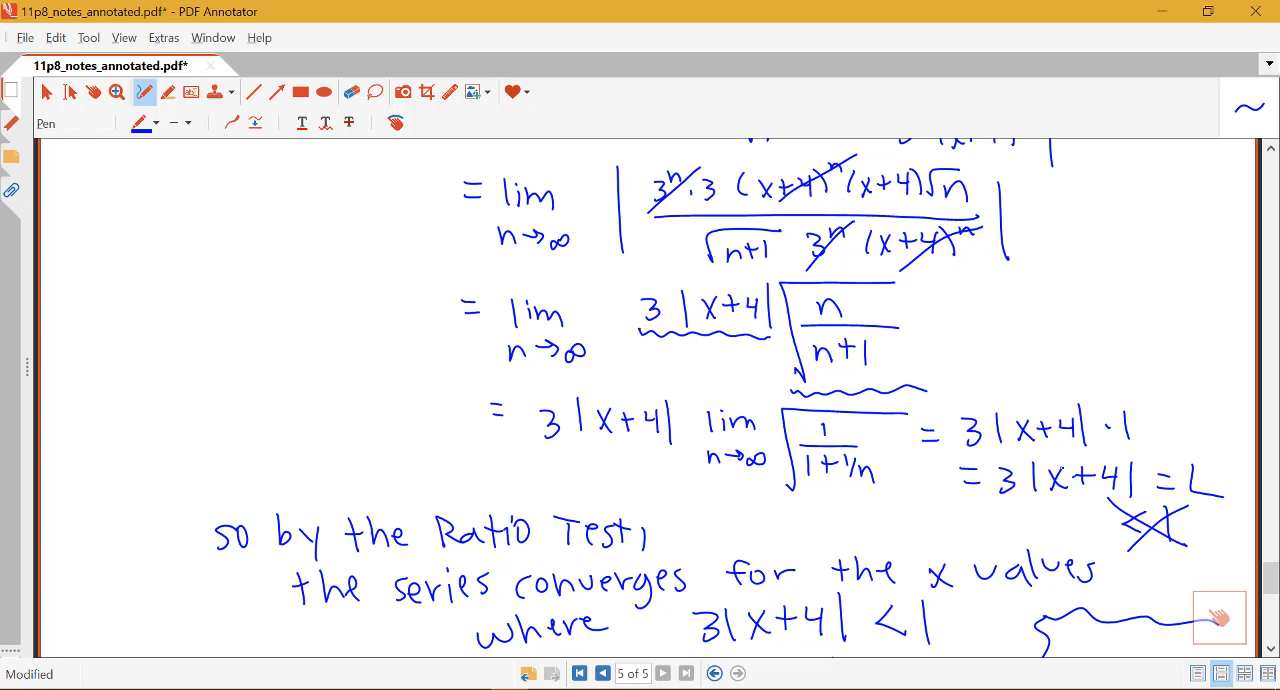 11p8_notes_annotated.pdf* - PDF Annotator
File Edit Tool View Extras Window Help
11p8_notes_annotated.pdf*
Pen
= lim n→∞ | 3^n · 3 (x+4)^n (x+4) √n / √(n+1) 3^n (x+4)^n |
= lim n→∞ 3 |x+4| √(n/(n+1))
= 3 |x+4| lim n→∞ √(1/(1+1/n)) = 3 |x+4| · 1
= 3 |x+4| = L
<1
so by the Ratio Test,
the series converges for the x values
where 3|x+4| < 1
Modified
5 of 5